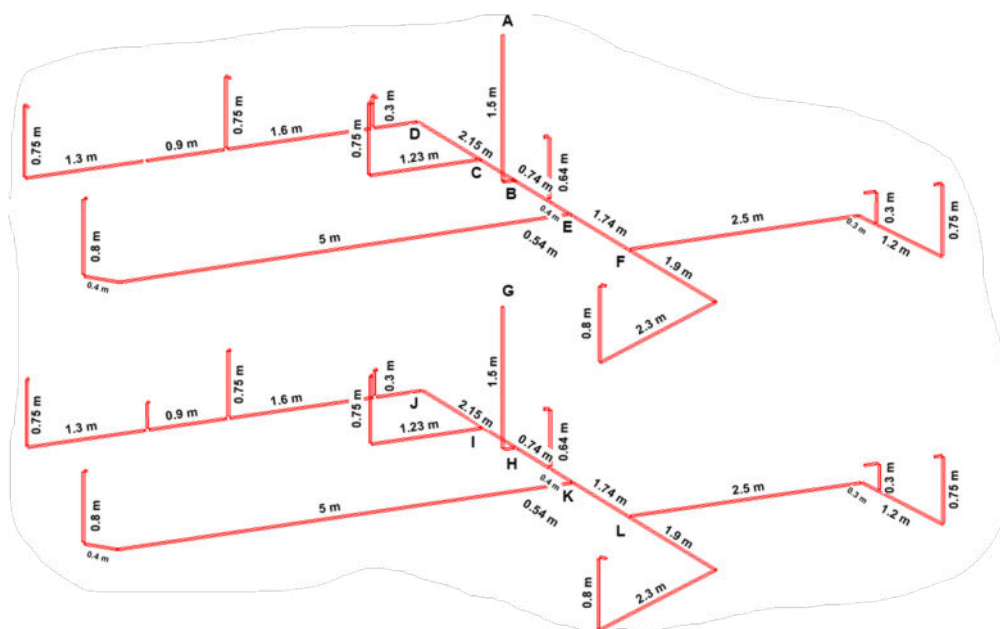 A
0.75 m
0.75 m
0.3 m
1.5 m
1.3 m
0.9 m
1.6 m
0.75 m
D
2.15 m
1.23 m
C
B
0.74 m
0.64 m
0.4 m
E
1.74 m
0.8 m
0.4 m
5 m
0.54 m
F
2.5 m
0.3 m
0.3 m
1.2 m
0.75 m
1.9 m
0.8 m
2.3 m
G
0.75 m
0.75 m
0.3 m
1.5 m
1.3 m
0.9 m
1.6 m
0.75 m
J
2.15 m
1.23 m
I
H
0.74 m
0.64 m
0.4 m
K
1.74 m
0.8 m
0.4 m
5 m
0.54 m
L
2.5 m
0.3 m
0.3 m
1.2 m
0.75 m
1.9 m
0.8 m
2.3 m